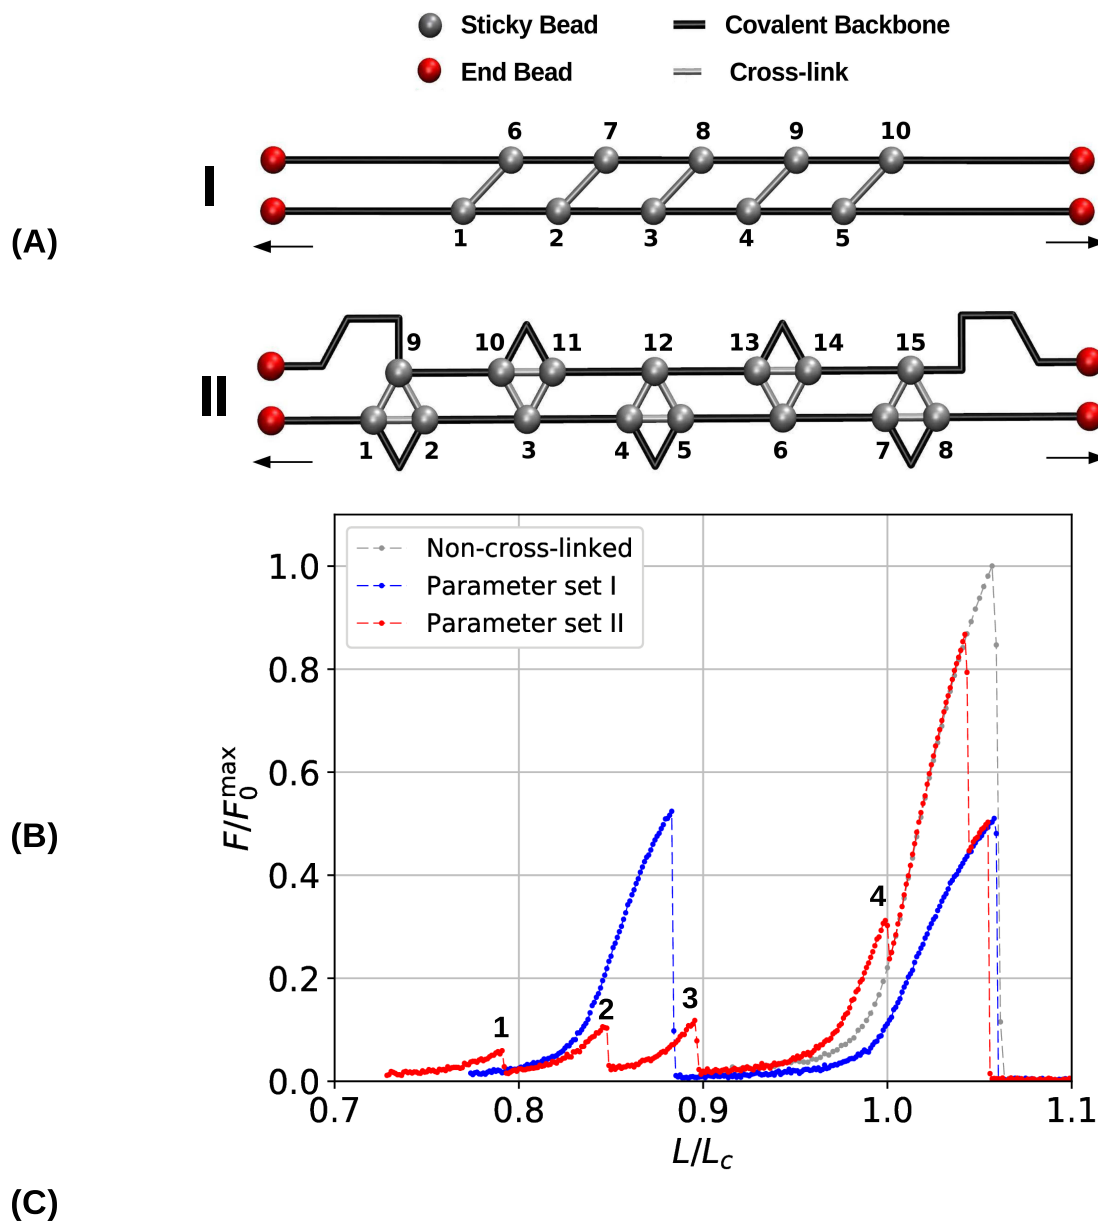 Sticky Bead Covalent Backbone
End Bead Cross-link
6 7 8 9 10
I
1 2 3 4 5
(A)
9 10 11 12 13 14 15
II
1 2 3 4 5 6 7 8
Non-cross-linked
Parameter set I
Parameter set II
1.0
0.8
0.6
0.4
0.2
0.0
F/F₀ᵐᵃˣ
(B)
1 2 3 4
0.7 0.8 0.9 1.0 1.1
L/L_c
(C)